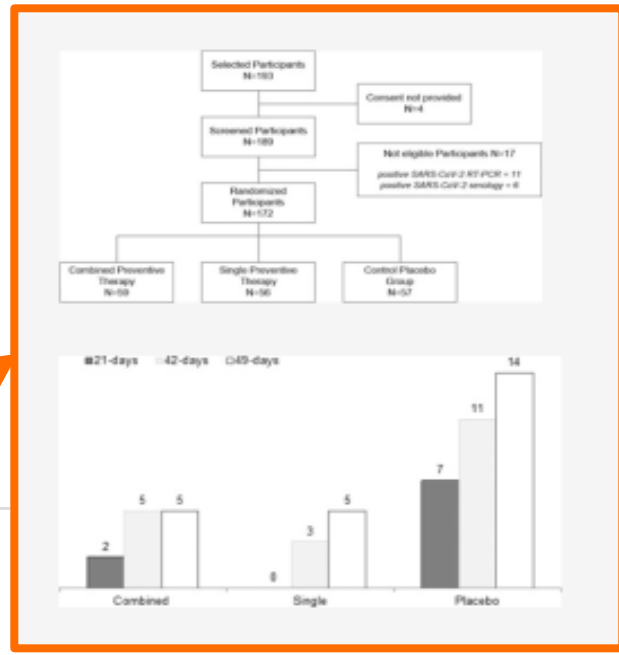 Selected Participants
N=193
Consent not provided
N=4
Screened Participants
N=189
Not eligible Participants N=17
positive SARS-CoV-2 RT-PCR = 11
positive SARS-CoV-2 serology = 6
Randomized
Participants
N=172
Combined Preventive
Therapy
N=59
Single Preventive
Therapy
N=56
Control Placebo
Group
N=57
21-days 42-days 49-days
2
5
5
0
3
5
7
11
14
Combined Single Placebo